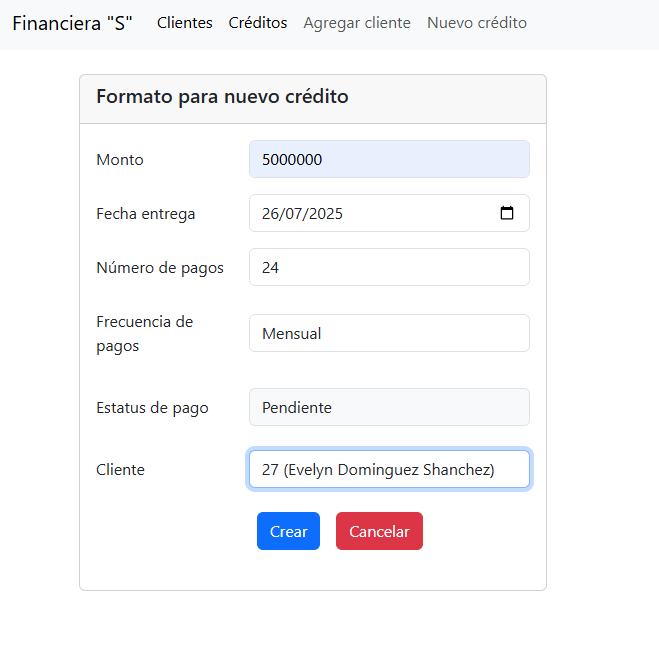 Financiera "S" Clientes Créditos Agregar cliente Nuevo crédito
Formato para nuevo crédito
Monto 5000000
Fecha entrega 26/07/2025
Número de pagos 24
Frecuencia de
pagos
Mensual
Estatus de pago Pendiente
Cliente 27 (Evelyn Dominguez Shanchez)
Crear Cancelar